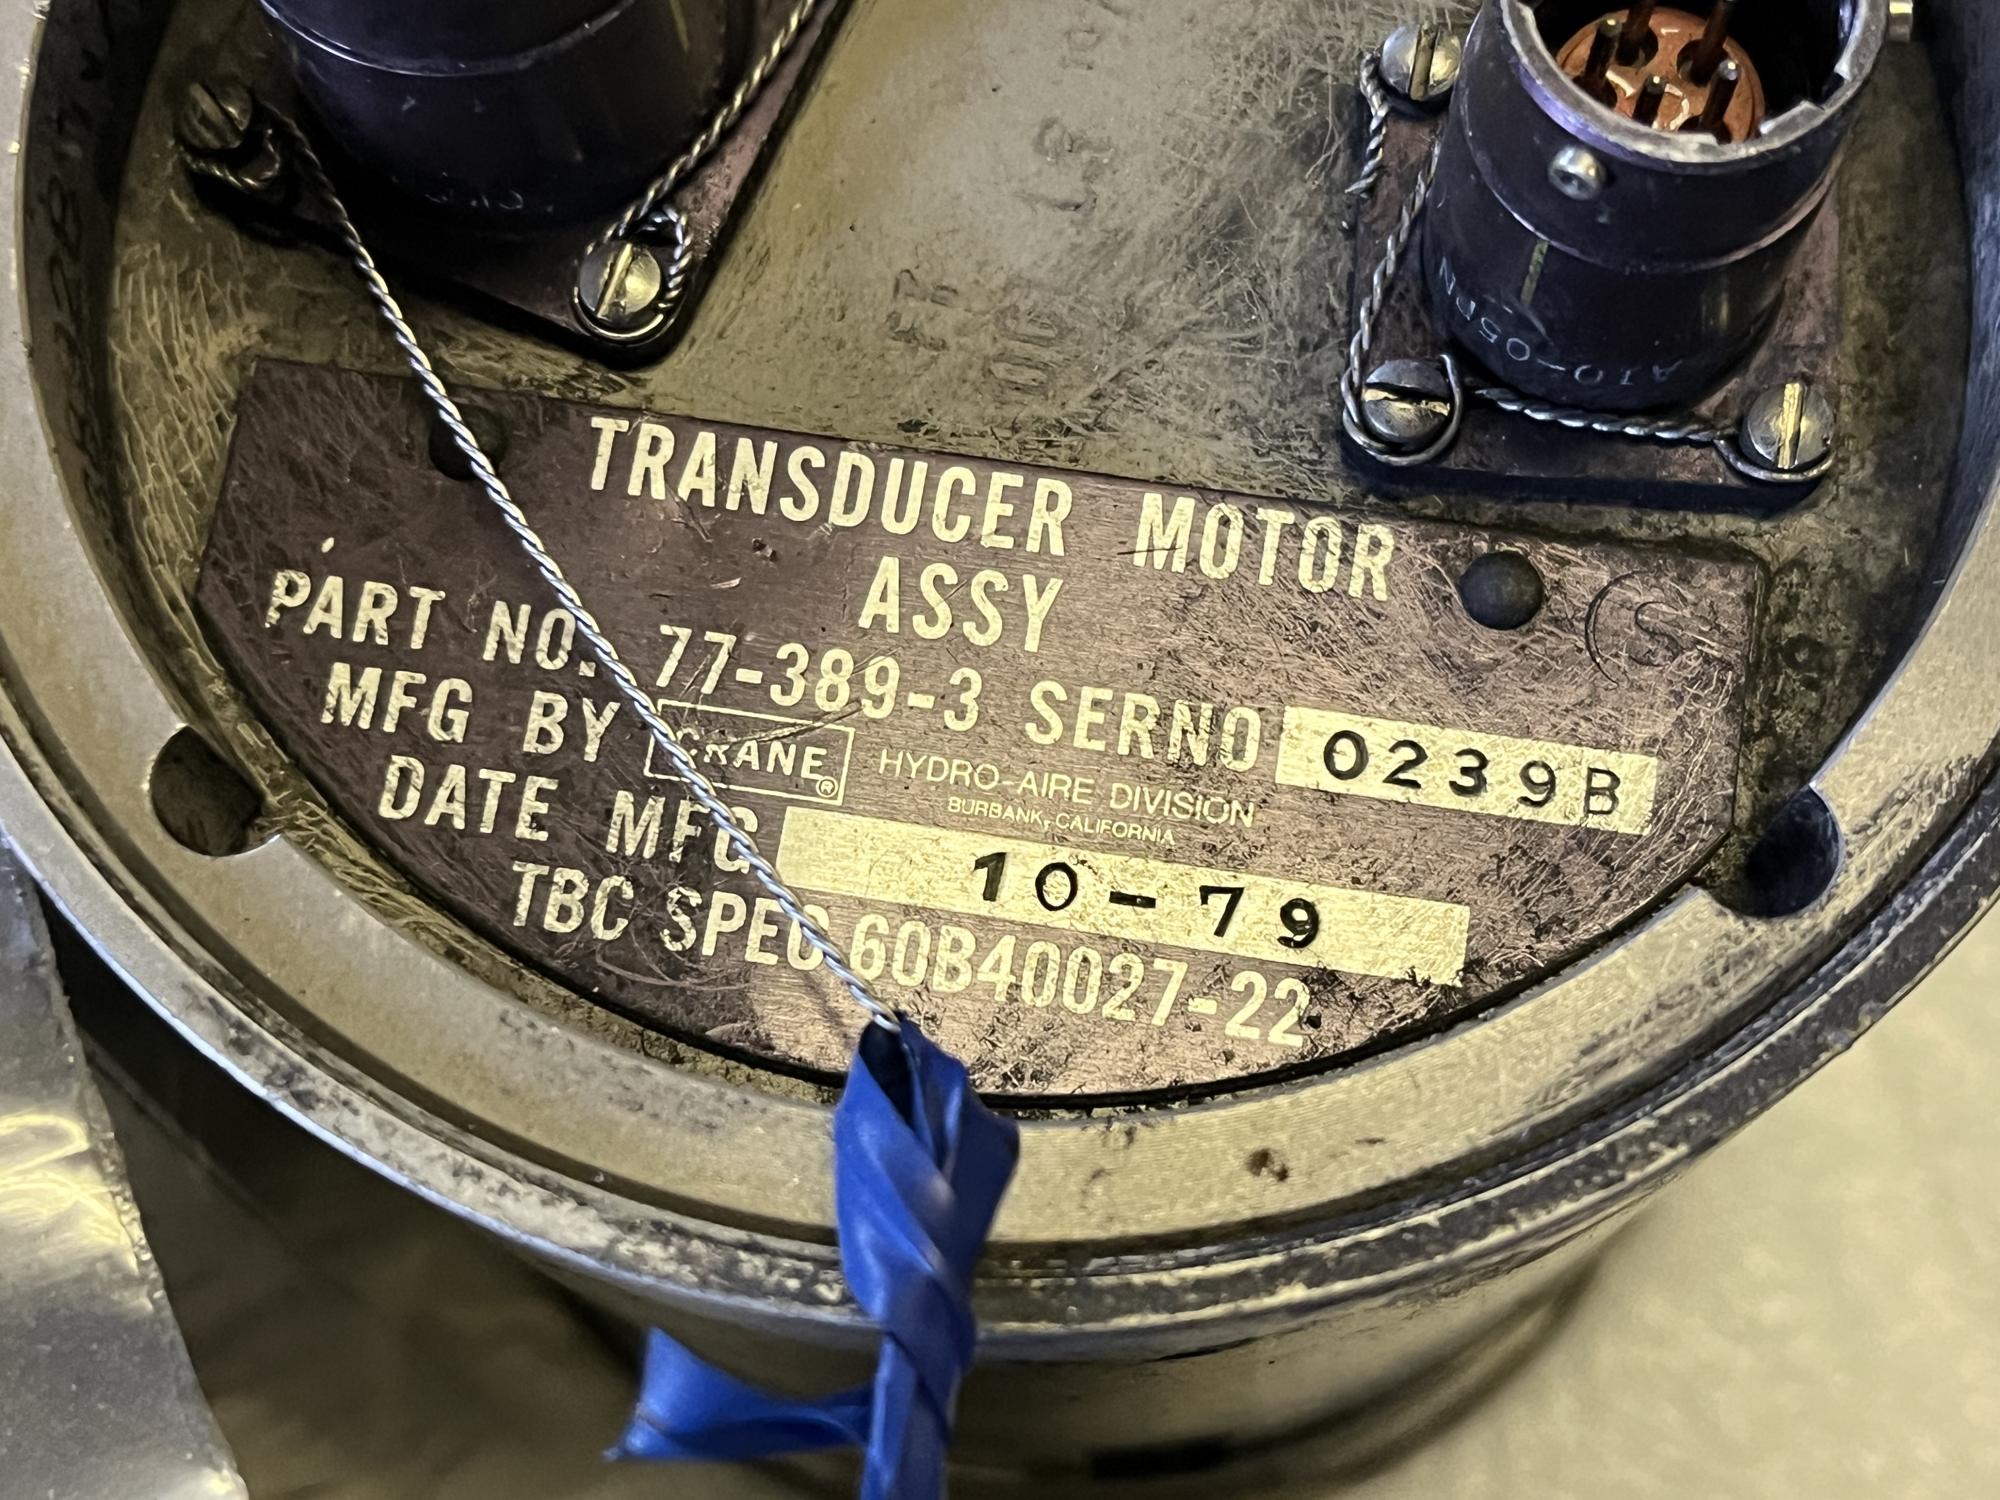 TRANSDUCER MOTOR
ASSY
PART NO. 77-389-3 SERNO 0239B
MFG BY CRANE® HYDRO-AIRE DIVISION
BURBANK, CALIFORNIA
DATE MFG 10-79
TBC SPEC 60B40027-22